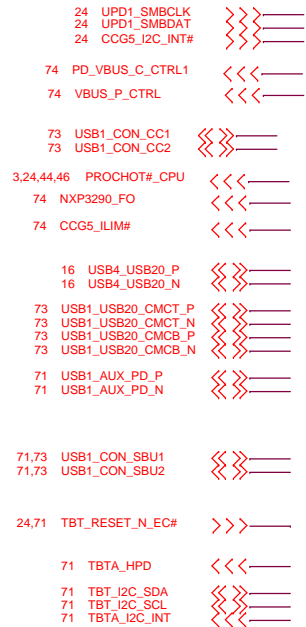 24 UPD1_SMBCLK
24 UPD1_SMBDAT
24 CCG5_I2C_INT#
74 PD_VBUS_C_CTRL1
74 VBUS_P_CTRL
73 USB1_CON_CC1
73 USB1_CON_CC2
3,24,44,46 PROCHOT#_CPU
74 NXP3290_FO
74 CCG5_ILIM#
16 USB4_USB20_P
16 USB4_USB20_N
73 USB1_USB20_CMCT_P
73 USB1_USB20_CMCT_N
73 USB1_USB20_CMCB_P
73 USB1_USB20_CMCB_N
71 USB1_AUX_PD_P
71 USB1_AUX_PD_N
71,73 USB1_CON_SBU1
71,73 USB1_CON_SBU2
24,71 TBT_RESET_N_EC#
71 TBTA_HPD
71 TBT_I2C_SDA
71 TBT_I2C_SCL
71 TBTA_I2C_INT